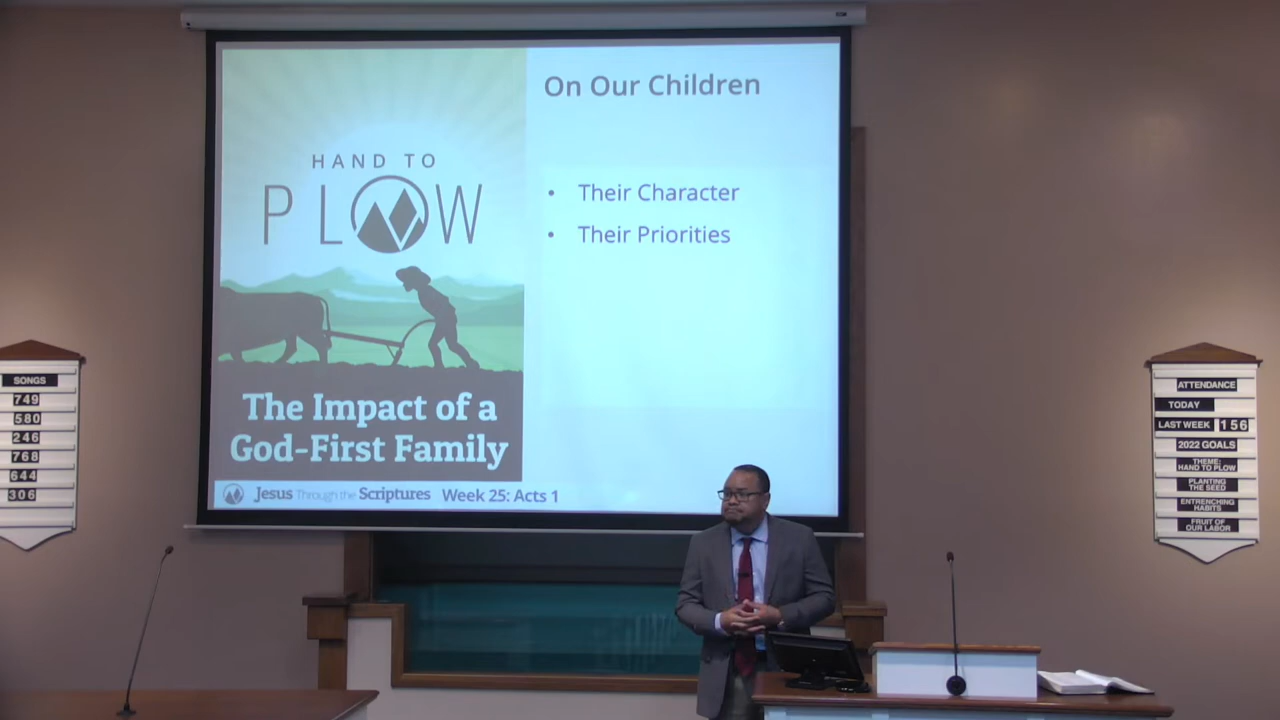 HAND TO
PLOW
The Impact of a
God-First Family
Jesus Through the Scriptures Week 25: Acts 1
On Our Children
• Their Character
• Their Priorities
SONGS
749
580
246
768
644
306
ATTENDANCE
TODAY
LAST WEEK 156
2022 GOALS
THEME:
HAND TO PLOW
PLANTING
THE SEED
ENTRENCHING
HABITS
FRUIT OF
OUR LABOR